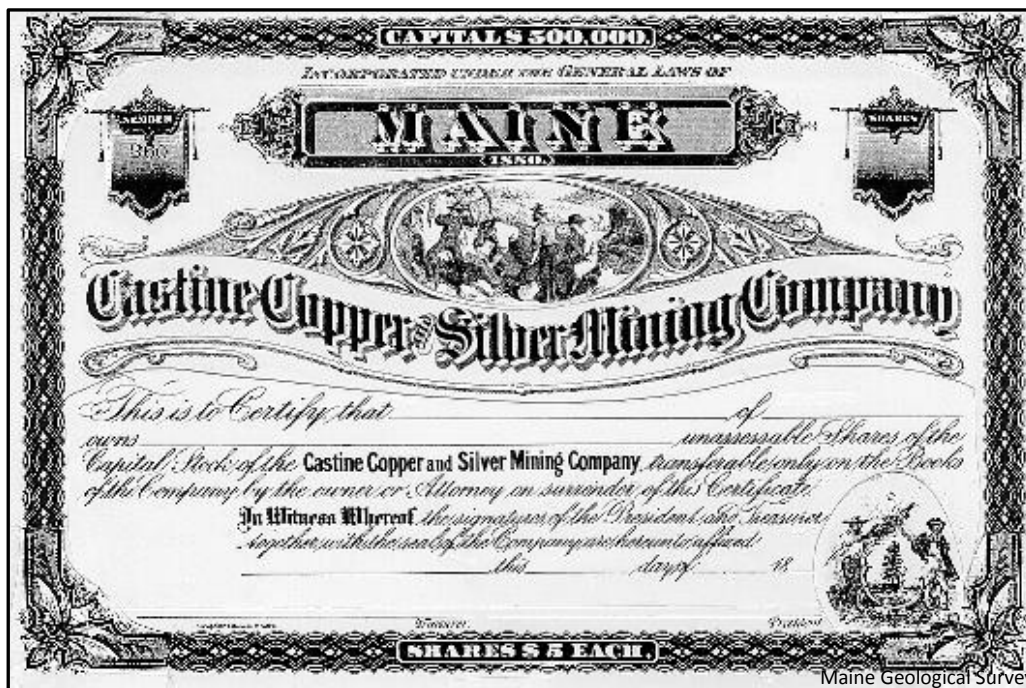 CAPITAL $ 500,000.
INCORPORATED UNDER THE GENERAL LAWS OF
MAINE
1880.
NUMBER
260
SHARES
Castine Copper and Silver Mining Company
This is to Certify that of
owns unassessable Shares of the
Capital Stock of the Castine Copper and Silver Mining Company, transferable only on the Books
of the Company by the owner or Attorney on surrender of this Certificate.
In Witness Whereof, the signatures of the President and Treasurer
together with the seal of the Company are hereunto affixed
this day of 18
Treasurer. President.
SHARES $ 5 EACH.
Maine Geological Surve